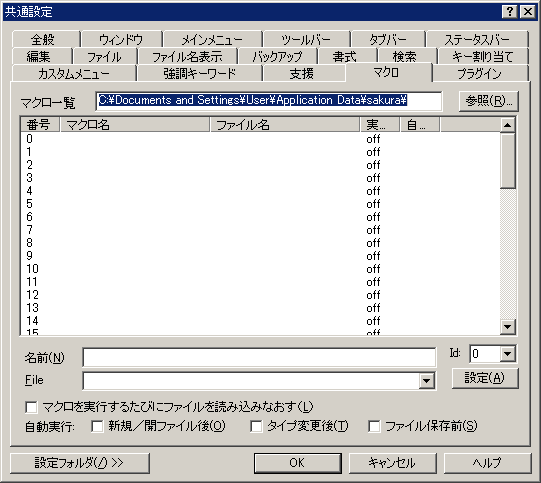 共通設定
全般 ウィンドウ メインメニュー ツールバー タブバー ステータスバー
編集 ファイル ファイル名表示 バックアップ 書式 検索 キー割り当て
カスタムメニュー 強調キーワード 支援 マクロ プラグイン
マクロ一覧 C:¥Documents and Settings¥User¥Application Data¥sakura¥ 参照(R)...
番号 マクロ名 ファイル名 実... 自...
0 off
1 off
2 off
3 off
4 off
5 off
6 off
7 off
8 off
9 off
10 off
11 off
12 off
13 off
14 off
15 off
名前(N) Id: 0
File 設定(A)
マクロを実行するたびにファイルを読み込みなおす(L)
自動実行: 新規/開ファイル後(O) タイプ変更後(T) ファイル保存前(S)
設定フォルダ(/) >> OK キャンセル ヘルプ